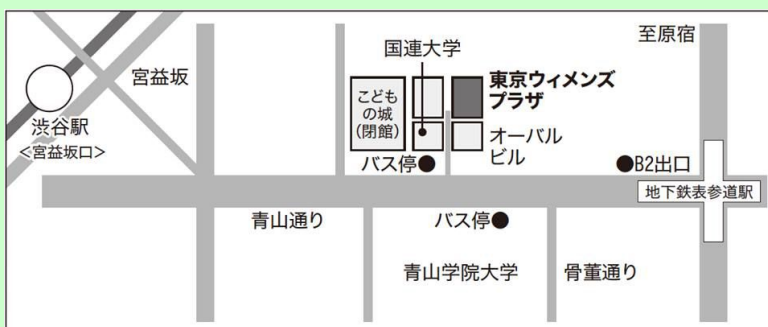 至原宿
国連大学
宮益坂
東京ウィメンズ
プラザ
こども
の城
(閉館)
渋谷駅
<宮益坂口>
オーバル
ビル
バス停●
●B2出口
地下鉄表参道駅
青山通り
バス停●
青山学院大学
骨董通り